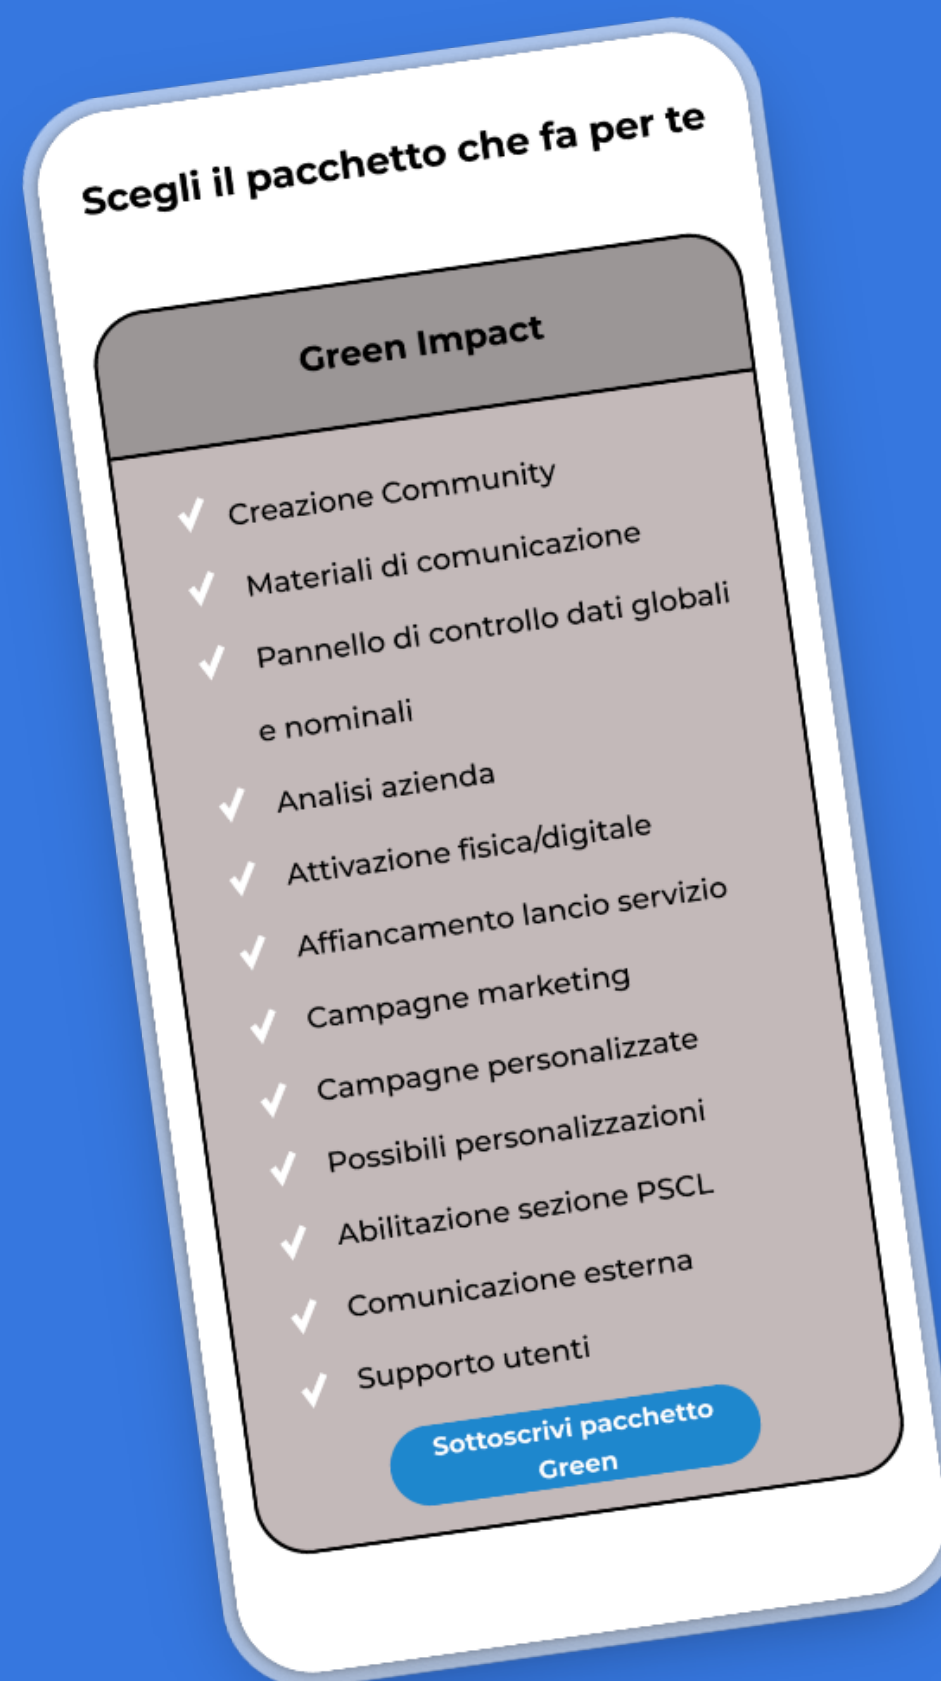 Scegli il pacchetto che fa per te
Green Impact
Creazione Community
Materiali di comunicazione
Pannello di controllo dati globali
e nominali
Analisi azienda
Attivazione fisica/digitale
Affiancamento lancio servizio
Campagne marketing
Campagne personalizzate
Possibili personalizzazioni
Abilitazione sezione PSCL
Comunicazione esterna
Supporto utenti
Sottoscrivi pacchetto
Green